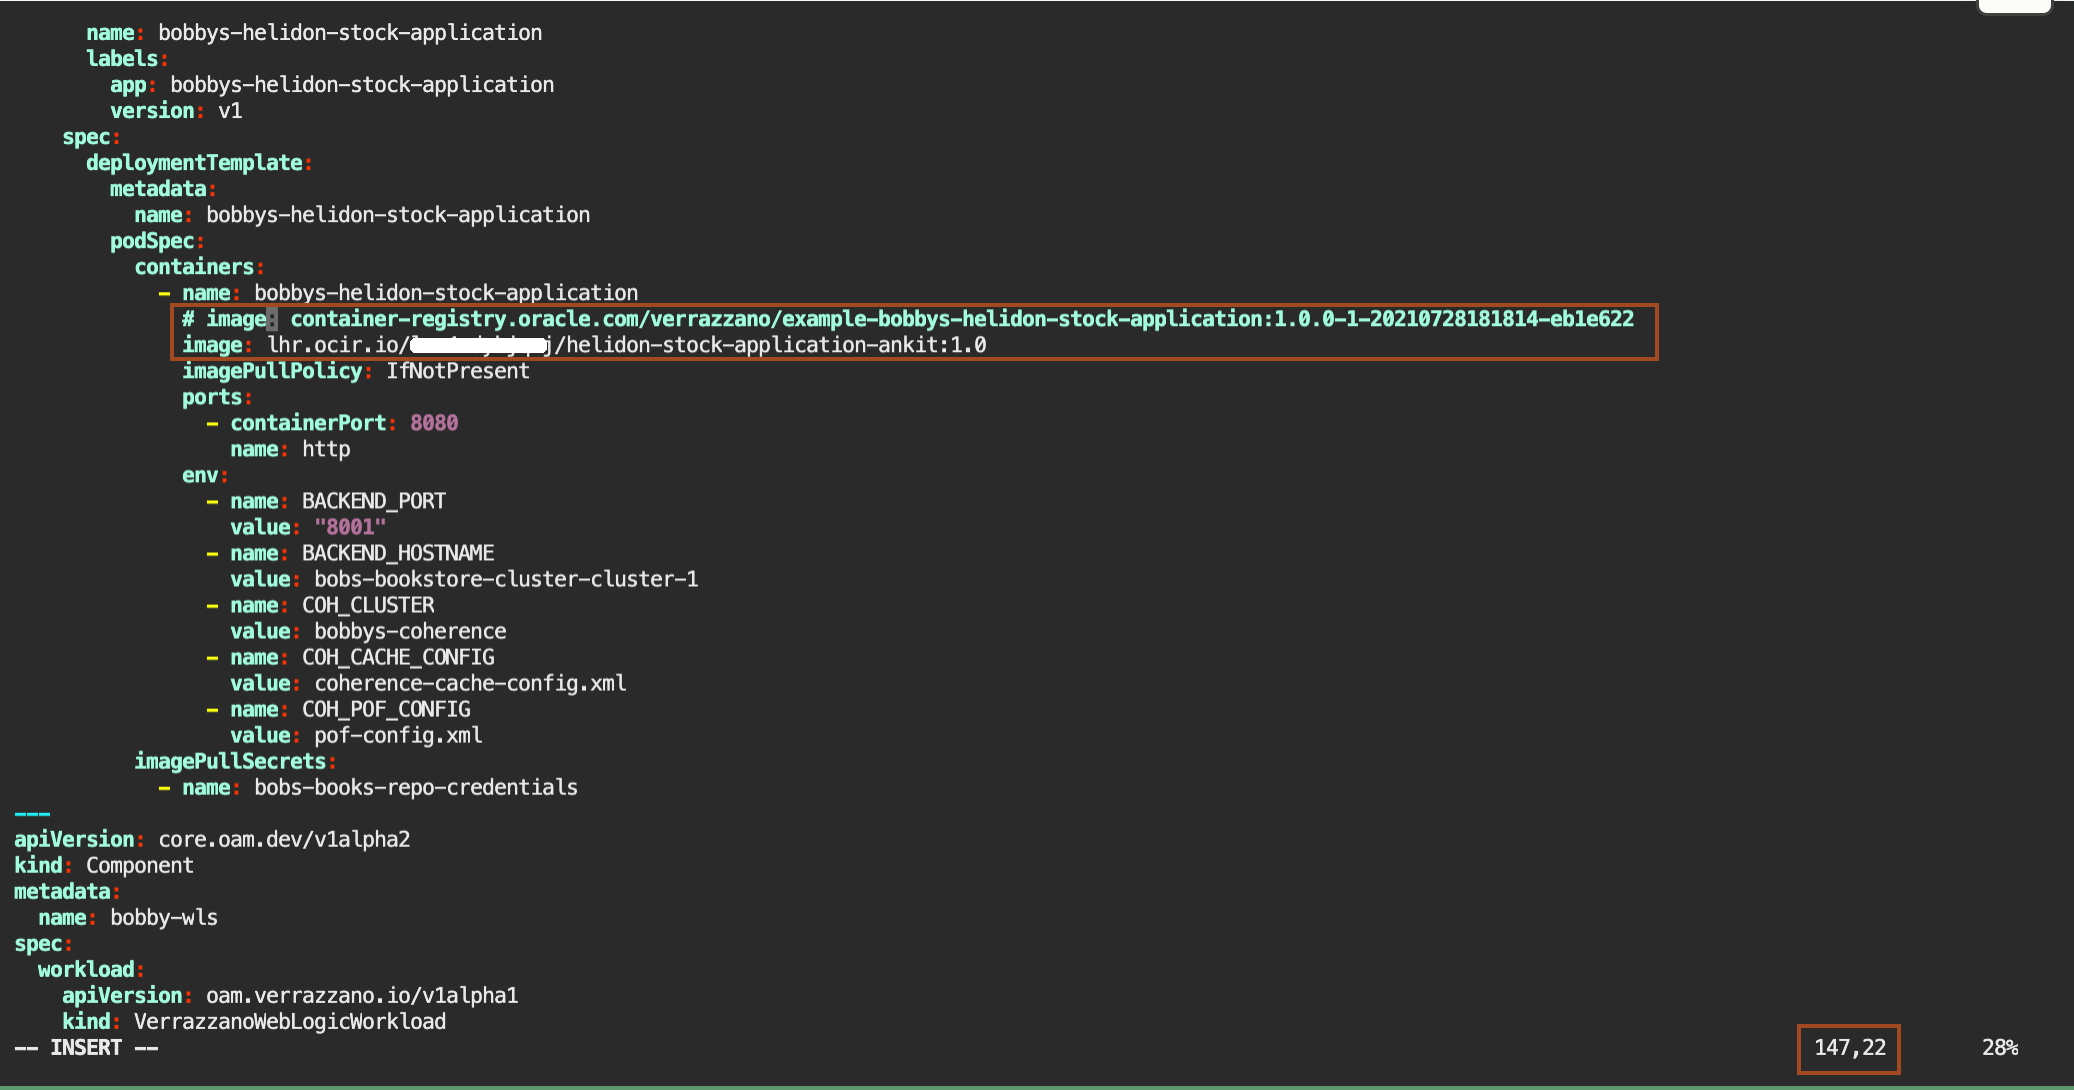 name: bobbys-helidon-stock-application
labels:
app: bobbys-helidon-stock-application
version: v1
spec:
deploymentTemplate:
metadata:
name: bobbys-helidon-stock-application
podSpec:
containers:
- name: bobbys-helidon-stock-application
# image: container-registry.oracle.com/verrazzano/example-bobbys-helidon-stock-application:1.0.0-1-20210728181814-eb1e622
image: lhr.ocir.io/ /helidon-stock-application-ankit:1.0
imagePullPolicy: IfNotPresent
ports:
- containerPort: 8080
name: http
env:
- name: BACKEND_PORT
value: "8001"
- name: BACKEND_HOSTNAME
value: bobs-bookstore-cluster-cluster-1
- name: COH_CLUSTER
value: bobbys-coherence
- name: COH_CACHE_CONFIG
value: coherence-cache-config.xml
- name: COH_POF_CONFIG
value: pof-config.xml
imagePullSecrets:
- name: bobs-books-repo-credentials
---
apiVersion: core.oam.dev/v1alpha2
kind: Component
metadata:
name: bobby-wls
spec:
workload:
apiVersion: oam.verrazzano.io/v1alpha1
kind: VerrazzanoWebLogicWorkload
-- INSERT -- 147,22 28%